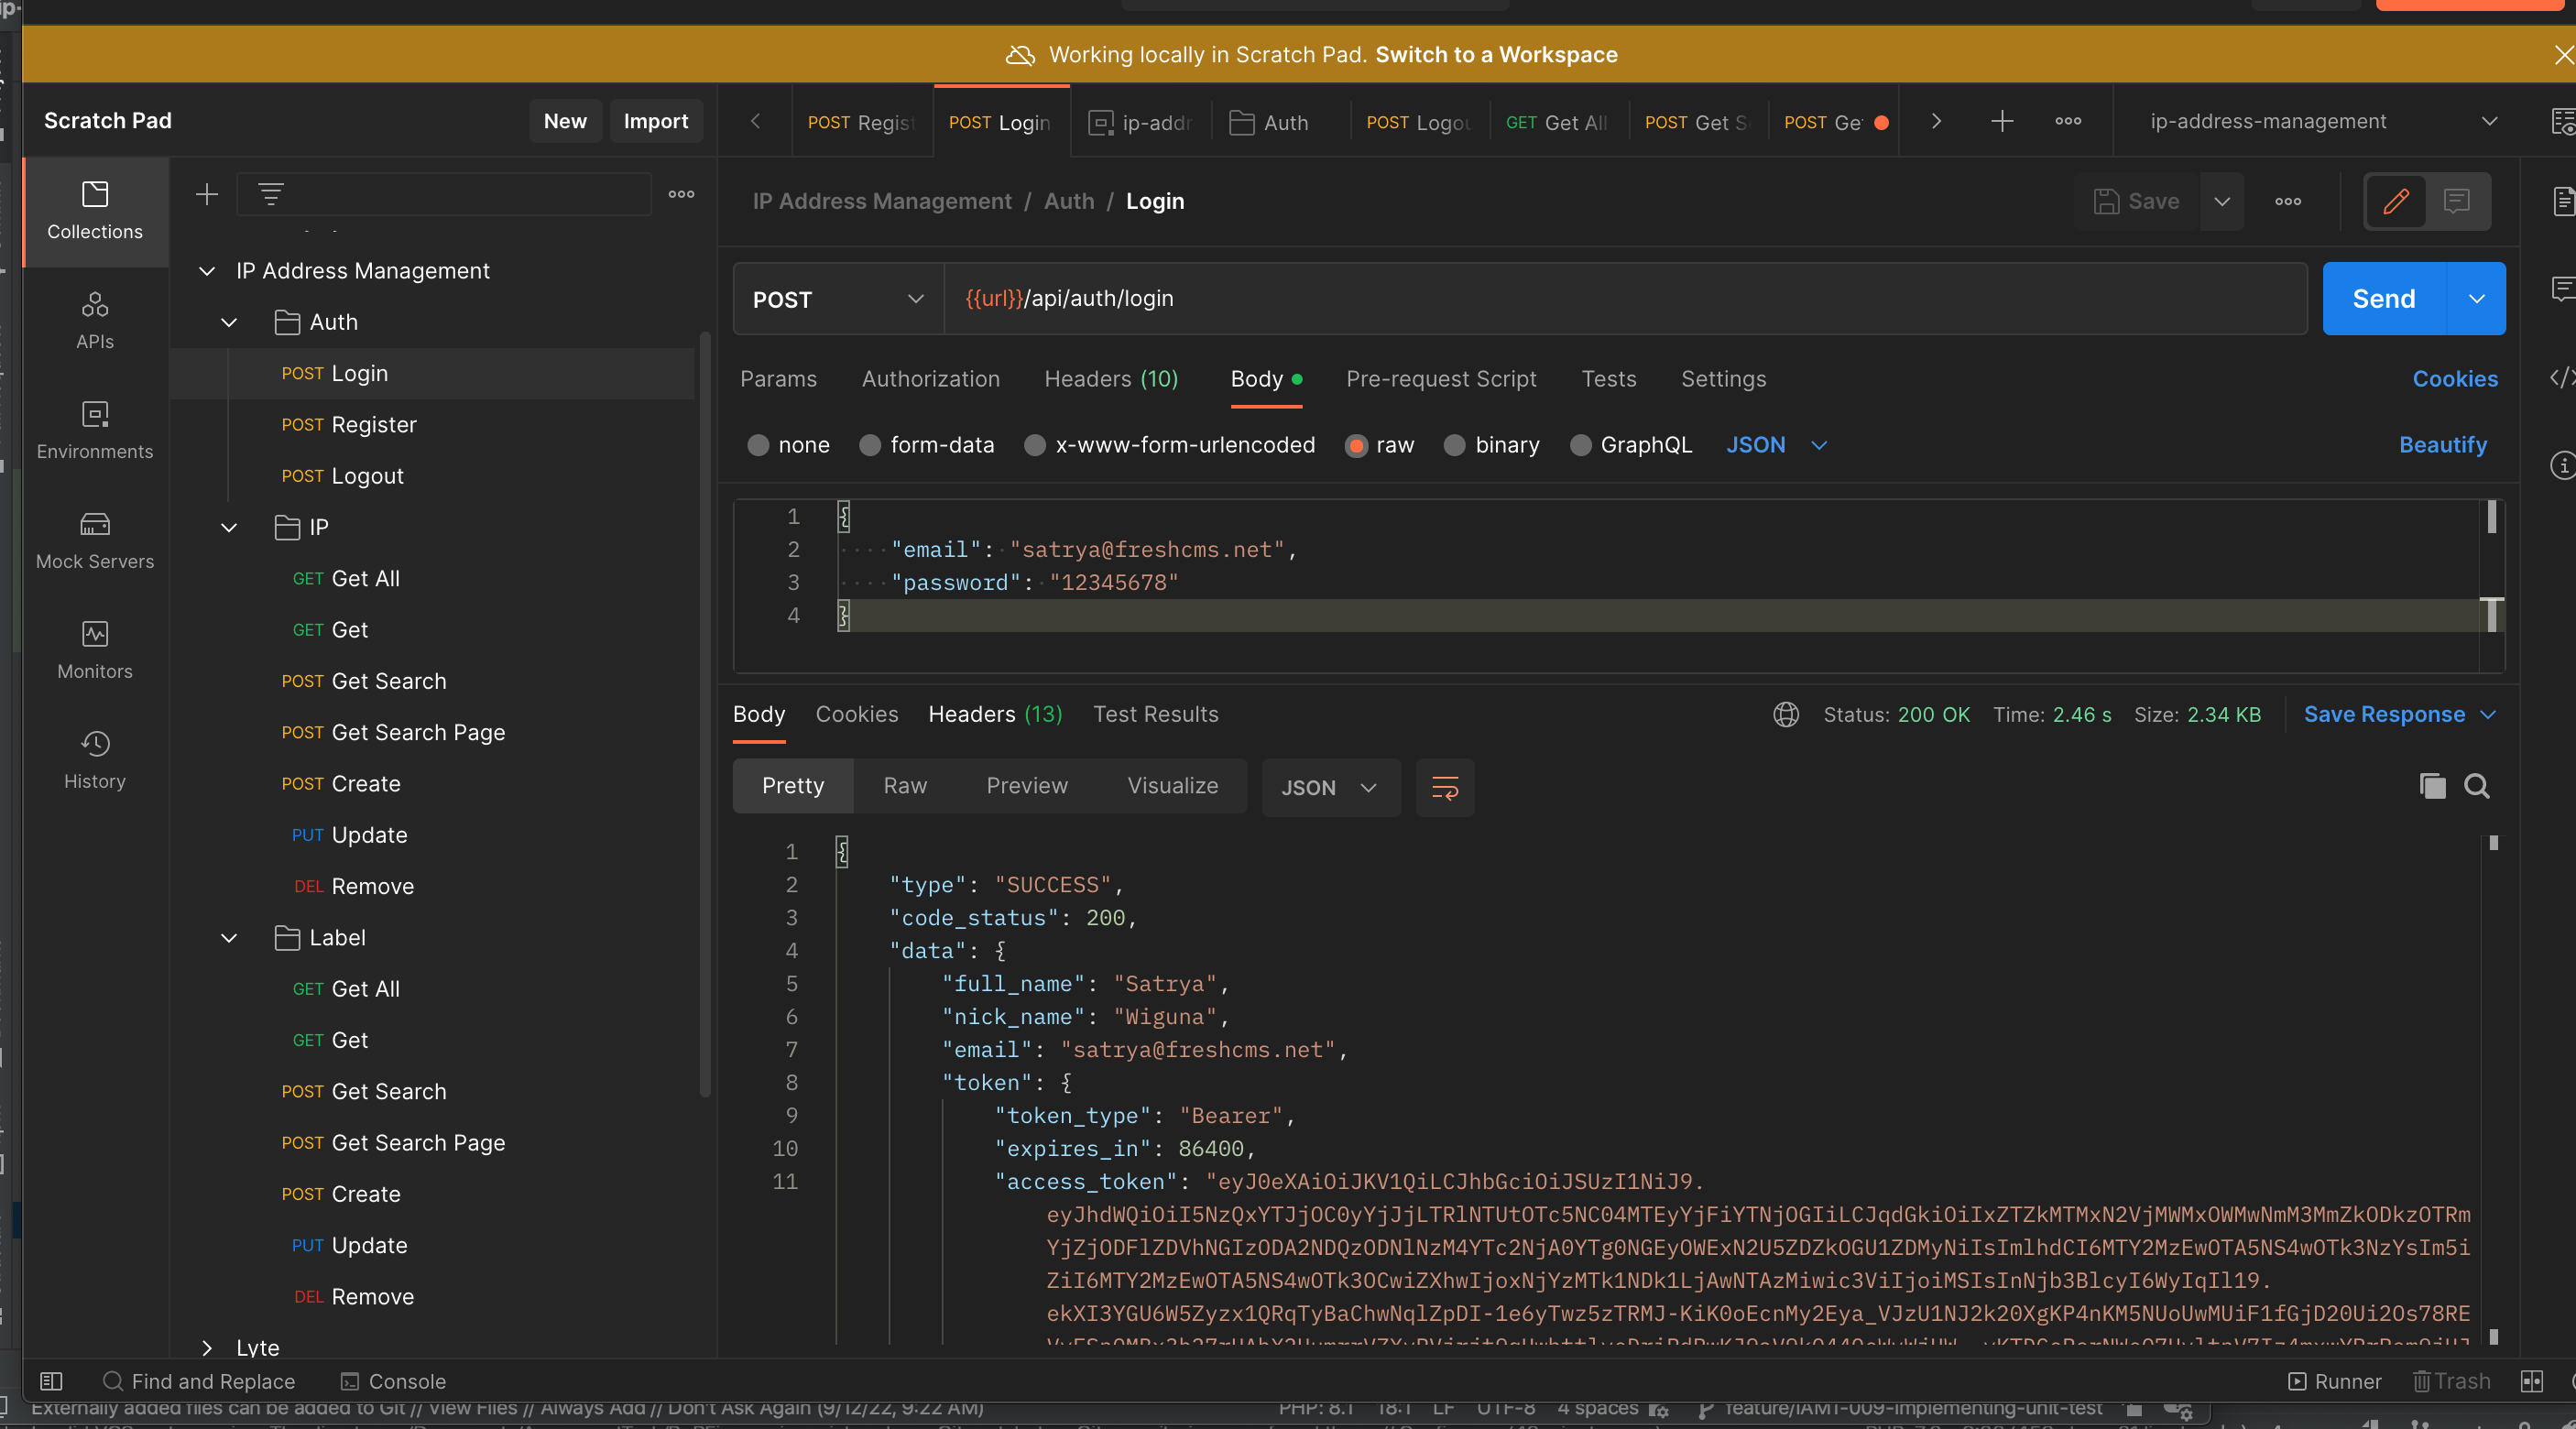 Working locally in Scratch Pad. Switch to a Workspace
Scratch Pad
New
Import
POST Regist
POST Login
ip-addr
Auth
POST Logou
GET Get All
POST Get S
POST Ge
ip-address-management
Collections
APIs
Environments
Mock Servers
Monitors
History
IP Address Management
Auth
POST Login
POST Register
POST Logout
IP
GET Get All
GET Get
POST Get Search
POST Get Search Page
POST Create
PUT Update
DEL Remove
Label
GET Get All
GET Get
POST Get Search
POST Get Search Page
POST Create
PUT Update
DEL Remove
Lyte
IP Address Management / Auth / Login
Save
POST
{{url}}/api/auth/login
Send
Params Authorization Headers (10) Body Pre-request Script Tests Settings
Cookies
none form-data x-www-form-urlencoded raw binary GraphQL JSON
Beautify
1 {
2 "email": "satrya@freshcms.net",
3 "password": "12345678"
4 }
Body Cookies Headers (13) Test Results
Status: 200 OK Time: 2.46 s Size: 2.34 KB
Save Response
Pretty Raw Preview Visualize JSON
1 {
2 "type": "SUCCESS",
3 "code_status": 200,
4 "data": {
5 "full_name": "Satrya",
6 "nick_name": "Wiguna",
7 "email": "satrya@freshcms.net",
8 "token": {
9 "token_type": "Bearer",
10 "expires_in": 86400,
11 "access_token": "eyJ0eXAiOiJKV1QiLCJhbGciOiJSUzI1NiJ9.
eyJhdWQiOiI5NzQxYTJjOC0yYjJjLTRlNTUtOTc5NC04MTEyYjFiYTNjOGIiLCJqdGkiOiIxZTZkMTMxN2VjMWMxOWMwNmM3MmZkODkzOTRm
YjZjODFlZDVhNGIzODA2NDQzODNlNzM4YTc2NjA0YTg0NGEyOWExN2U5ZDZkOGU1ZDMyNiIsImlhdCI6MTY2MzEwOTA5NS4wOTk3NzYsIm5i
ZiI6MTY2MzEwOTA5NS4wOTk3OCwiZXhwIjoxNjYzMTk1NDk1LjAwNTAzMiwic3ViIjoiMSIsInNjb3BlcyI6WyIqIl19.
ekXI3YGU6W5Zyzx1QRqTyBaChwNqlZpDI-1e6yTwz5zTRMJ-KiK0oEcnMy2Eya_VJzU1NJ2k20XgKP4nKM5NUoUwMUiF1fGjD20Ui2Os78RE
Find and Replace
Console
Runner
Trash
Externally added files can be added to Git // View Files // Always Add // Don't Ask Again (9/12/22, 9:22 AM)
PHP: 8.1 18:1 LF UTF-8 4 spaces feature/IAMT-009-implementing-unit-test